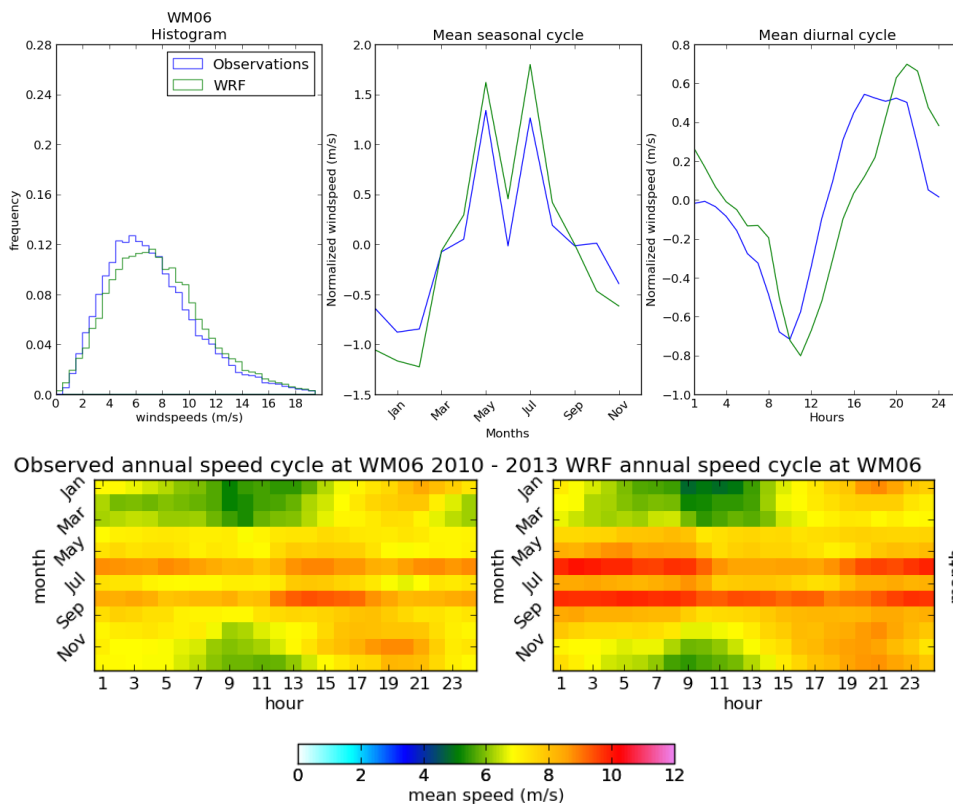 WM06
Histogram
Mean seasonal cycle
Mean diurnal cycle
Observations
WRF
0.28
0.24
0.20
0.16
0.12
0.08
0.04
0.0
frequency
0 2 4 6 8 10 12 14 16 18
windspeeds (m/s)
2.0
1.5
1.0
0.5
0.0
−0.5
−1.0
−1.5
Normalized windspeed (m/s)
Jan Mar May Jul Sep Nov
Months
0.8
0.6
0.4
0.2
0.0
−0.2
−0.4
−0.6
−0.8
−1.0
Normalized windspeed (m/s)
1 4 8 12 16 20 24
Hours
Observed annual speed cycle at WM06 2010 - 2013 WRF annual speed cycle at WM06
Jan
Mar
May
Jul
Sep
Nov
month
1 3 5 7 9 11 13 15 17 19 21 23
hour
Jan
Mar
May
Jul
Sep
Nov
month
1 3 5 7 9 11 13 15 17 19 21 23
hour
month
0 2 4 6 8 10 12
mean speed (m/s)